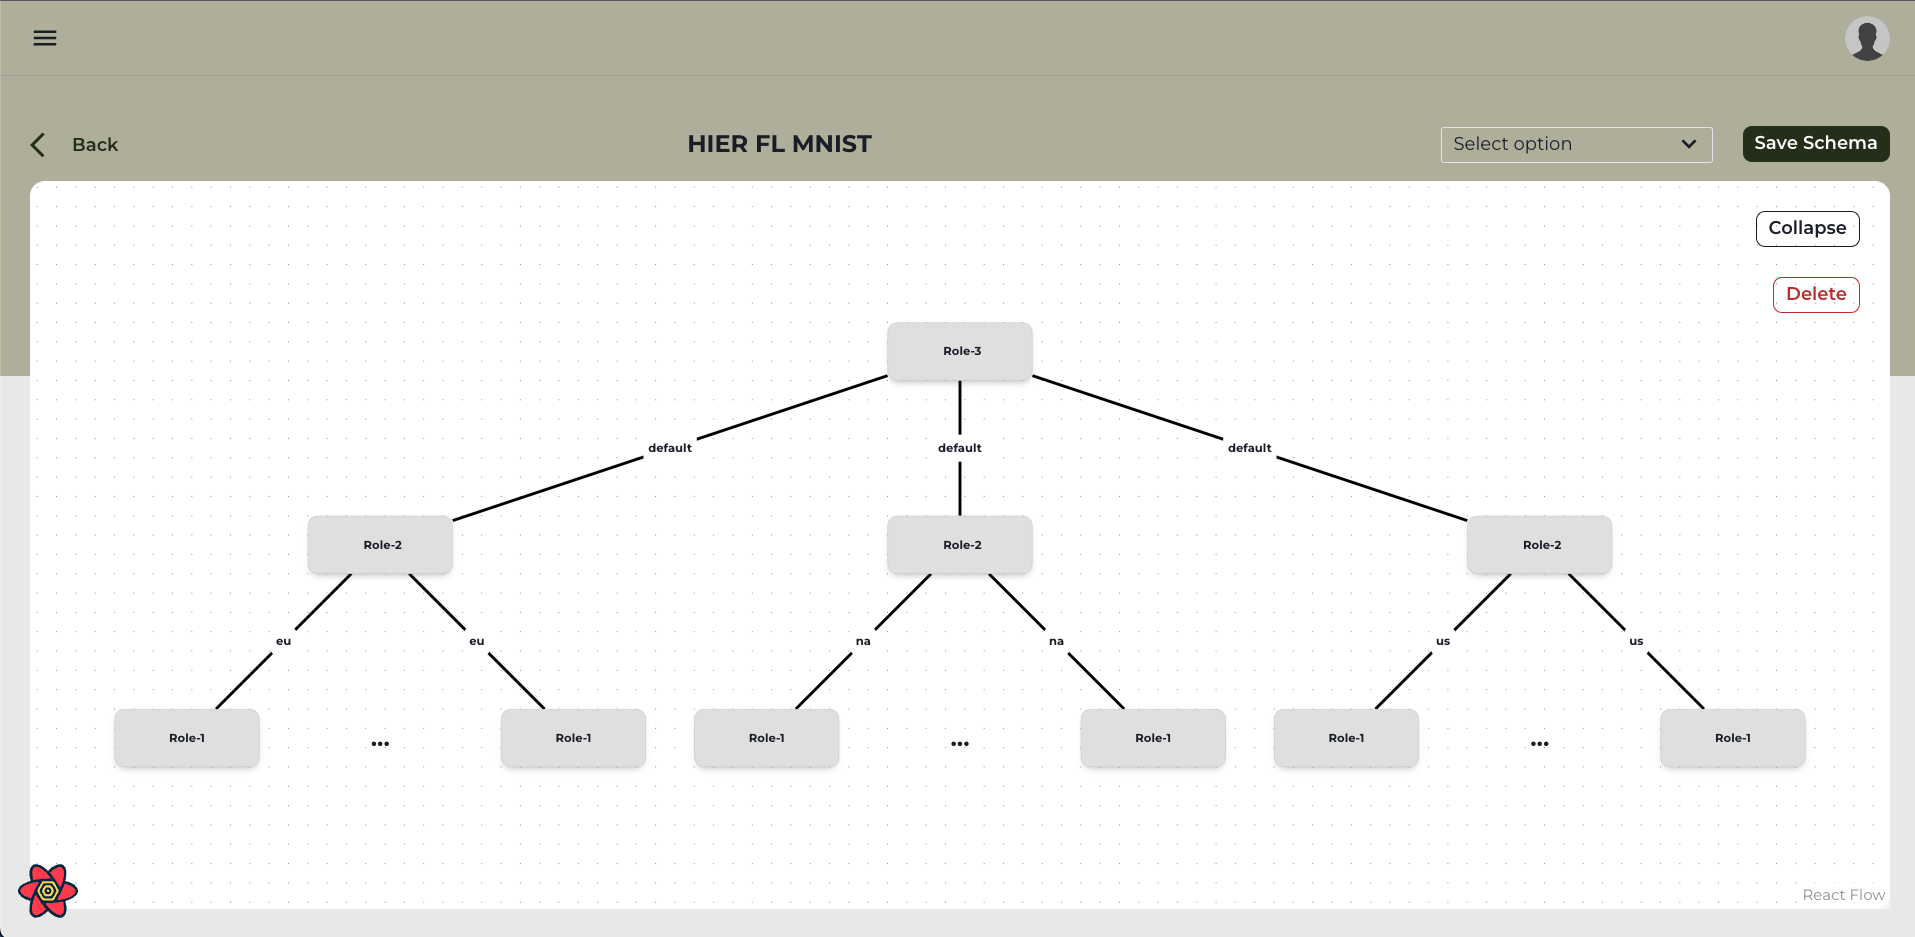 Back
HIER FL MNIST
Select option
Save Schema
Collapse
Delete
Role-3
default
default
default
Role-2
Role-2
Role-2
eu
eu
na
na
us
us
Role-1
...
Role-1
Role-1
...
Role-1
Role-1
...
Role-1
React Flow